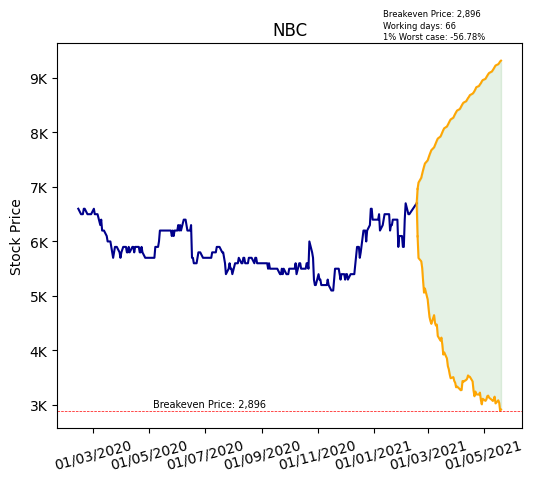 Breakeven Price: 2,896
Working days: 66
1% Worst case: -56.78%
NBC
Stock Price
9K
8K
7K
6K
5K
4K
3K
Breakeven Price: 2,896
01/03/2020 01/05/2020 01/07/2020 01/09/2020 01/11/2020 01/01/2021 01/03/2021 01/05/2021